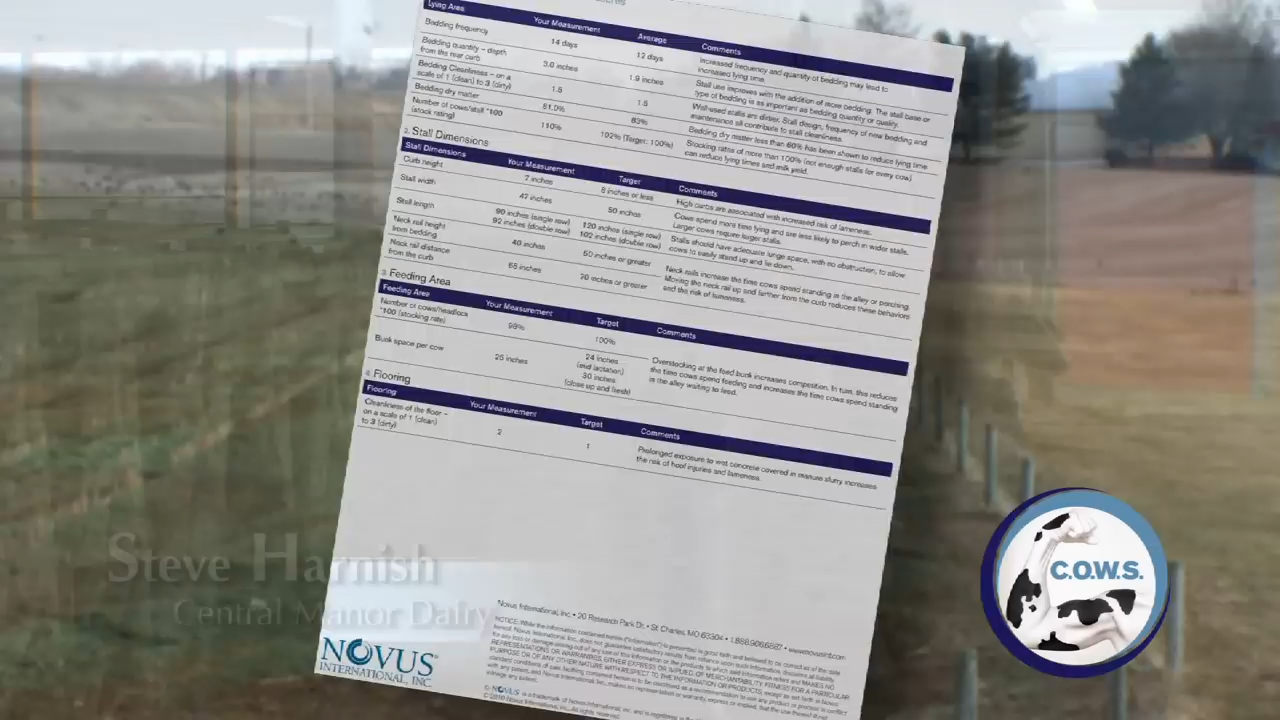 Lying Area Your Measurement Average Comments
Bedding frequency 14 days 12 days Increased frequency and quantity of bedding may lead to
increased lying time.
Bedding quantity – depth
from the rear curb 3.0 inches 1.9 inches Stall use improves with the addition of more bedding. The stall base or
type of bedding is as important as bedding quantity or quality.
Bedding Cleanliness – on a
scale of 1 (clean) to 3 (dirty) 1.5 1.5 Well-used stalls are dirtier. Stall design, frequency of new bedding and
maintenance all contribute to stall cleanliness.
Bedding dry matter 61.0% 83% Bedding dry matter less than 60% has been shown to reduce lying time.
Number of cows/stall *100
(stock rating) 110% 102% (Target: 100%) Stocking rates of more than 100% (not enough stalls for every cow)
can reduce lying times and milk yield.
2. Stall Dimensions
Stall Dimensions Your Measurement Target Comments
Curb height 7 inches 8 inches or less High curbs are associated with increased risk of lameness.
Stall width 47 inches 50 inches Cows spend more time lying and are less likely to perch in wider stalls.
Larger cows require larger stalls.
Stall length 90 inches (single row) 120 inches (single row)
92 inches (double row) 102 inches (double row) Stalls should have adequate lunge space, with no obstruction, to allow
cows to easily stand up and lie down.
Neck rail height
from bedding 40 inches 50 inches or greater
Neck rail distance
from the curb 68 inches 70 inches or greater Neck rails increase the time cows spend standing in the alley or perching
Moving the neck rail up and farther from the curb reduces these behaviors
and the risk of lameness.
3. Feeding Area
Feeding Area Your Measurement Target Comments
Number of cows/headlock
*100 (stocking rate) 98% 100%
Bunk space per cow 25 inches 24 inches
(mid lactation)
30 inches
(close up and fresh)
Overstocking at the feed bunk increases competition. In turn, this reduces
the time cows spend feeding and increases the time cows spend standing
in the alley waiting to feed.
4. Flooring
Flooring Your Measurement Target Comments
Cleanliness of the floor –
on a scale of 1 (clean)
to 3 (dirty) 2 1 Prolonged exposure to wet concrete covered in manure slurry increases
the risk of hoof injuries and lameness.
C.O.W.S.
Steve Harnish
Central Manor Dairy
Novus International, Inc. • 20 Research Park Dr. • St. Charles, MO 63304
NOVUS
INTERNATIONAL, INC.